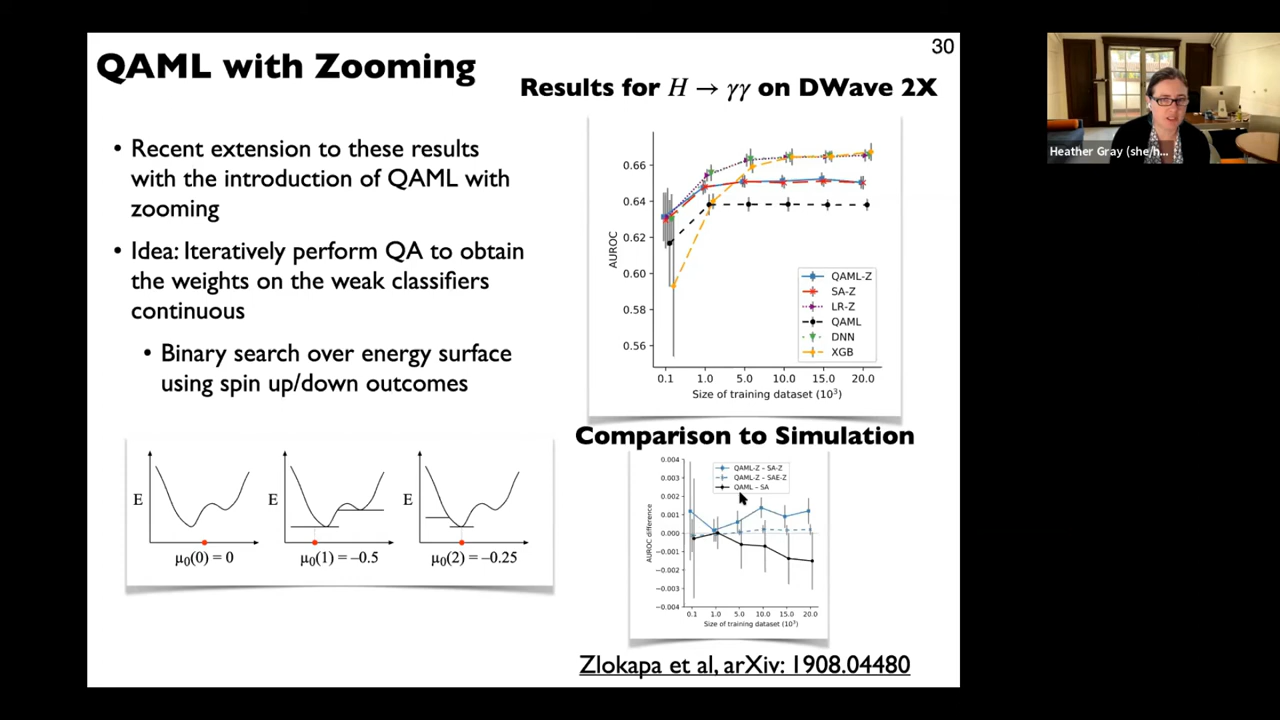 30
QAML with Zooming
Results for H → γγ on DWave 2X
• Recent extension to these results
with the introduction of QAML with
zooming
• Idea: Iteratively perform QA to obtain
the weights on the weak classifiers
continuous
• Binary search over energy surface
using spin up/down outcomes
0.66
0.64
0.62
0.60
0.58
0.56
AUROC
QAML-Z
SA-Z
LR-Z
QAML
DNN
XGB
0.1 1.0 5.0 10.0 15.0 20.0
Size of training dataset (10³)
E
μ₀(0) = 0
E
μ₀(1) = –0.5
E
μ₀(2) = –0.25
Comparison to Simulation
0.004
0.003
0.002
0.001
0.000
−0.001
−0.002
−0.003
−0.004
AUROC difference
QAML-Z – SA-Z
QAML-Z – SAE-Z
QAML – SA
0.1 1.0 5.0 10.0 15.0 20.0
Size of training dataset (10³)
Zlokapa et al, arXiv: 1908.04480
Heather Gray (she/h...